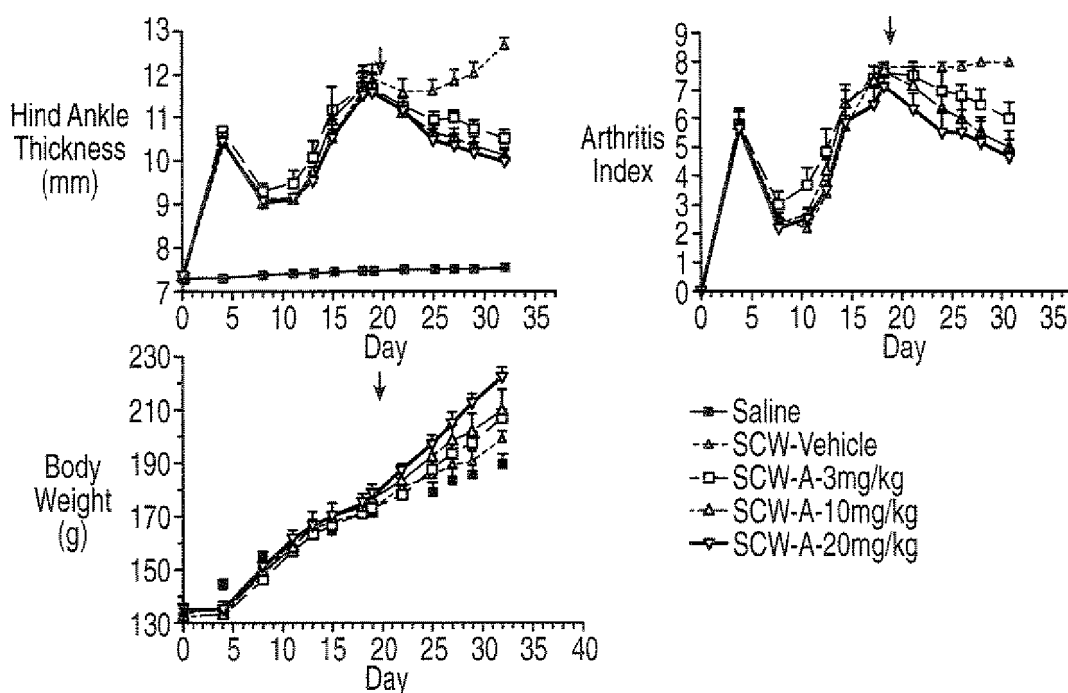 13
12
11
10
9
8
7
Hind Ankle
Thickness
(mm)
0 5 10 15 20 25 30 35
Day
9
8
7
6
5
4
3
2
1
0
Arthritis
Index
0 5 10 15 20 25 30 35
Day
230
210
190
170
150
130
Body
Weight
(g)
0 5 10 15 20 25 30 35 40
Day
Saline
SCW-Vehicle
SCW-A-3mg/kg
SCW-A-10mg/kg
SCW-A-20mg/kg